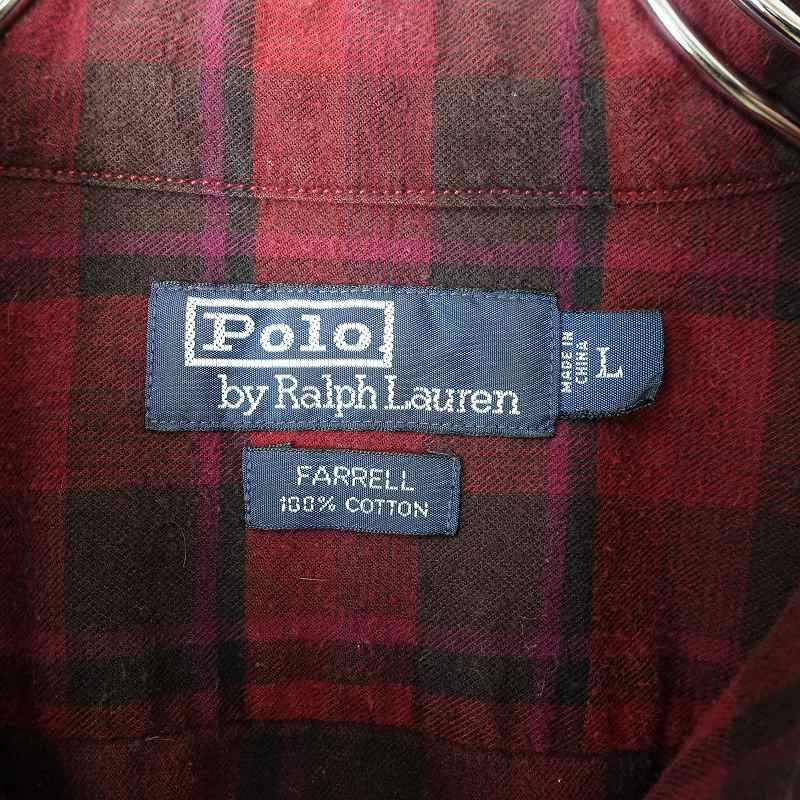 Polo
by Ralph Lauren
MADE IN
CHINA
L
FARRELL
100% COTTON